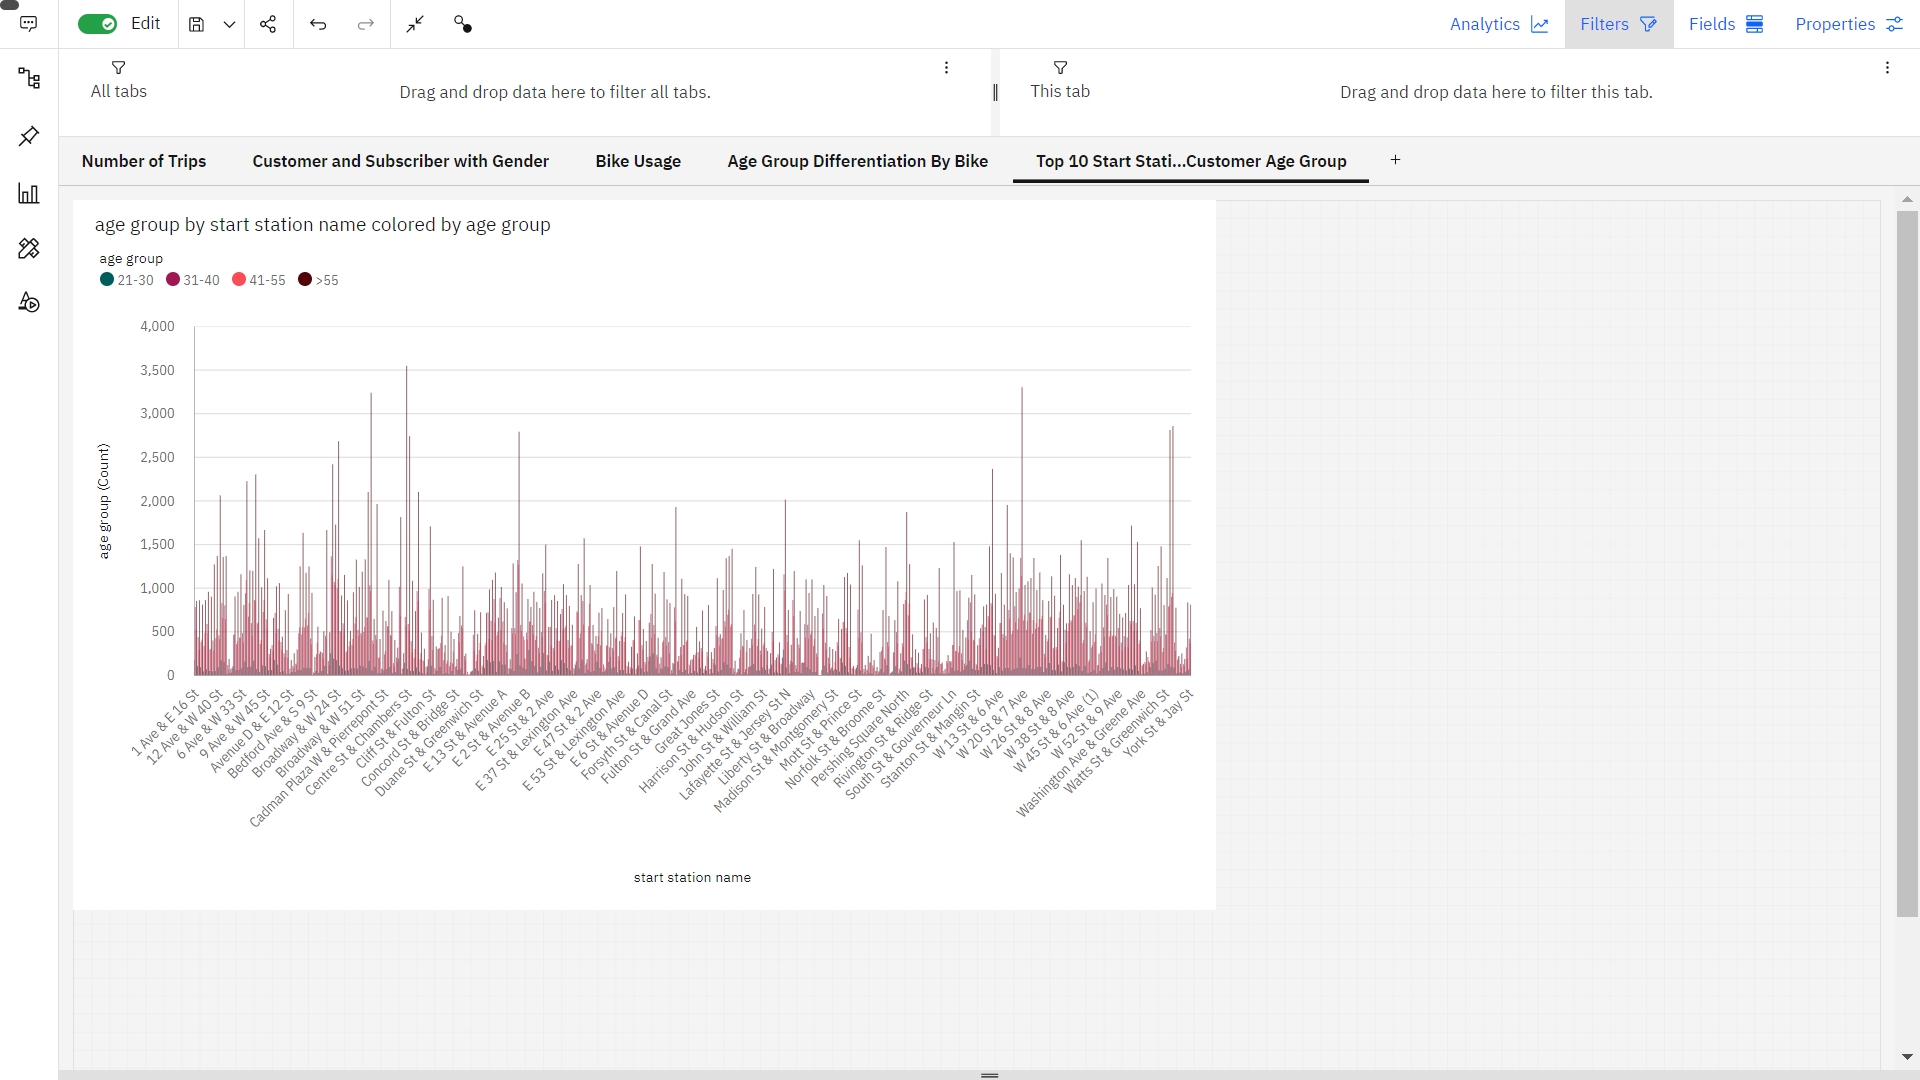 Edit
Analytics
Filters
Fields
Properties
All tabs
Drag and drop data here to filter all tabs.
This tab
Drag and drop data here to filter this tab.
Number of Trips
Customer and Subscriber with Gender
Bike Usage
Age Group Differentiation By Bike
Top 10 Start Stati...Customer Age Group
+
age group by start station name colored by age group
age group
21-30
31-40
41-55
>55
4,000
3,500
3,000
2,500
2,000
1,500
1,000
500
0
age group (Count)
1 Ave & E 16 St
12 Ave & W 40 St
6 Ave & W 33 St
9 Ave & W 45 St
Avenue D & E 12 St
Bedford Ave & S 9 St
Broadway & W 24 St
Broadway & W 51 St
Cadman Plaza W & Pierrepont St
Centre St & Chambers St
Cliff St & Fulton St
Concord St & Bridge St
Duane St & Greenwich St
E 13 St & Avenue A
E 2 St & Avenue B
E 25 St & 2 Ave
E 37 St & Lexington Ave
E 47 St & 2 Ave
E 53 St & Lexington Ave
E 6 St & Avenue D
Forsyth St & Canal St
Fulton St & Grand Ave
Great Jones St
Harrison St & Hudson St
John St & William St
Lafayette St & Jersey St N
Liberty St & Broadway
Madison St & Montgomery St
Mott St & Prince St
Norfolk St & Broome St
Pershing Square North
Rivington St & Ridge St
South St & Gouverneur Ln
Stanton St & Mangin St
W 13 St & 6 Ave
W 20 St & 7 Ave
W 26 St & 8 Ave
W 38 St & 8 Ave
W 45 St & 6 Ave (1)
W 52 St & 9 Ave
Washington Ave & Greene Ave
Watts St & Greenwich St
York St & Jay St
start station name